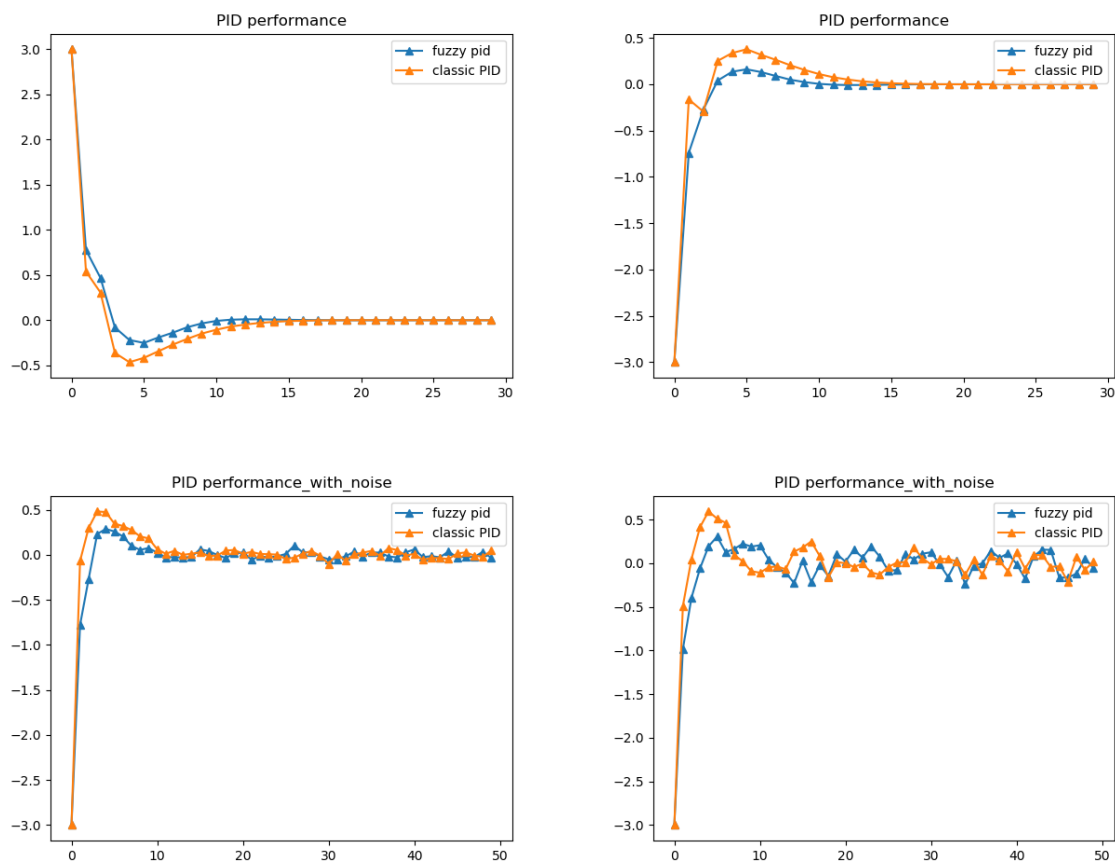 PID performance
fuzzy pid
classic PID
3.0
2.5
2.0
1.5
1.0
0.5
0.0
−0.5
0 5 10 15 20 25 30
PID performance
fuzzy pid
classic PID
0.5
0.0
−0.5
−1.0
−1.5
−2.0
−2.5
−3.0
0 5 10 15 20 25 30
PID performance_with_noise
fuzzy pid
classic PID
0.5
0.0
−0.5
−1.0
−1.5
−2.0
−2.5
−3.0
0 10 20 30 40 50
PID performance_with_noise
fuzzy pid
classic PID
0.5
0.0
−0.5
−1.0
−1.5
−2.0
−2.5
−3.0
0 10 20 30 40 50